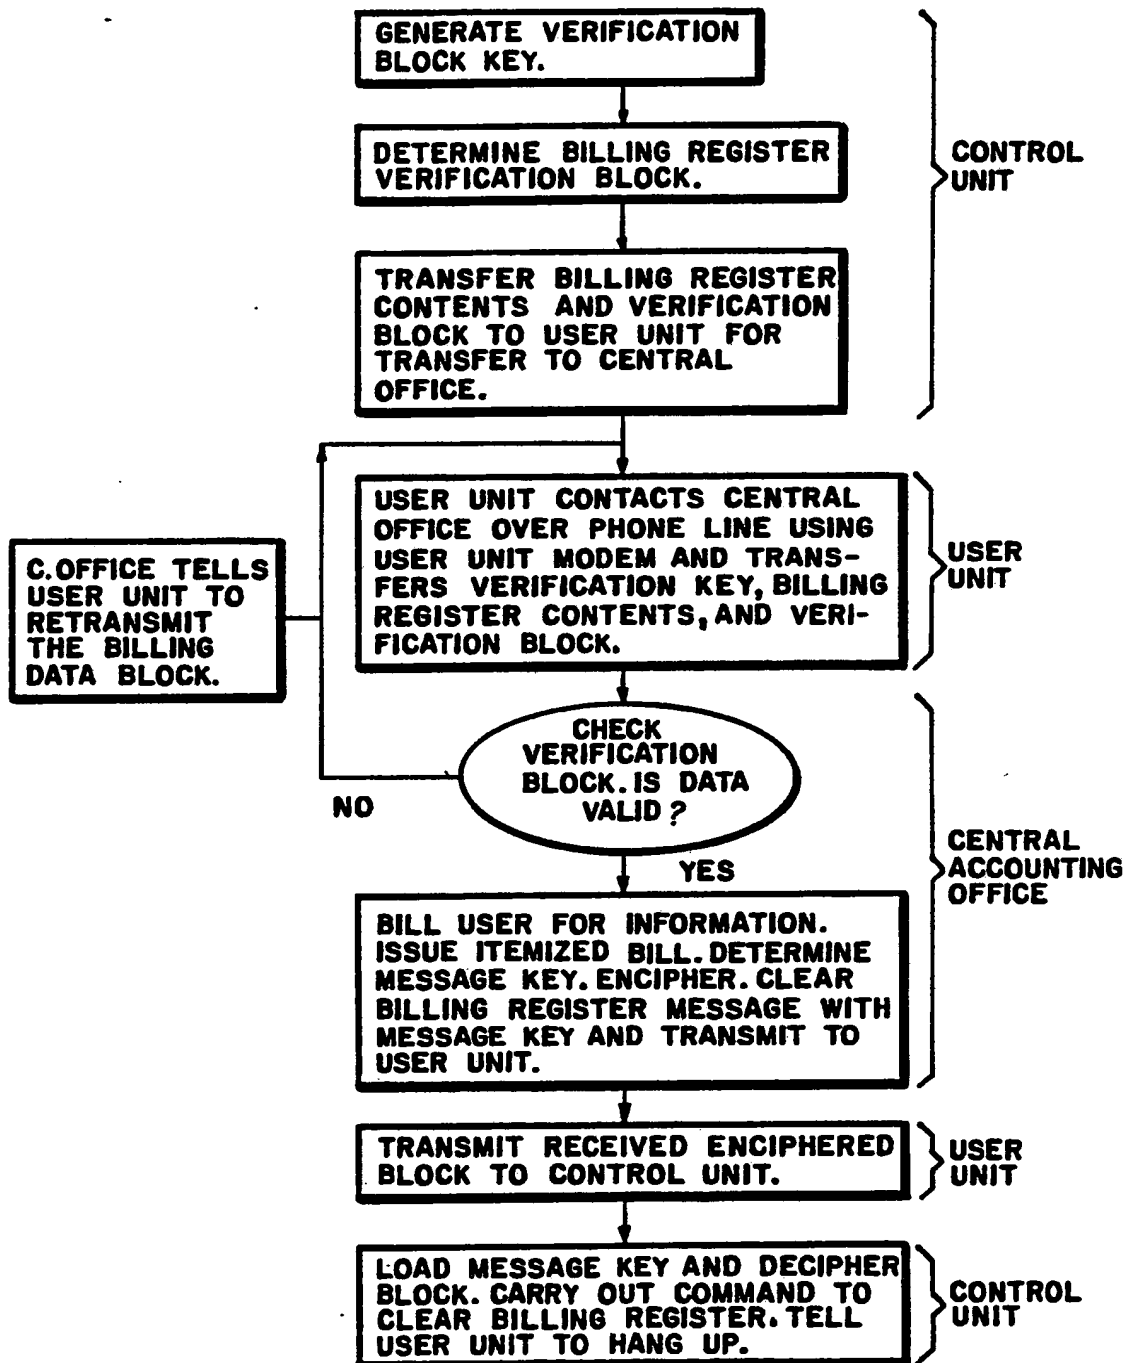 GENERATE VERIFICATION
BLOCK KEY.
DETERMINE BILLING REGISTER
VERIFICATION BLOCK.
CONTROL
UNIT
TRANSFER BILLING REGISTER
CONTENTS AND VERIFICATION
BLOCK TO USER UNIT FOR
TRANSFER TO CENTRAL
OFFICE.
USER UNIT CONTACTS CENTRAL
OFFICE OVER PHONE LINE USING
USER UNIT MODEM AND TRANS-
FERS VERIFICATION KEY, BILLING
REGISTER CONTENTS, AND VERI-
FICATION BLOCK.
USER
UNIT
C.OFFICE TELLS
USER UNIT TO
RETRANSMIT
THE BILLING
DATA BLOCK.
CHECK
VERIFICATION
BLOCK. IS DATA
VALID?
NO
YES
CENTRAL
ACCOUNTING
OFFICE
BILL USER FOR INFORMATION.
ISSUE ITEMIZED BILL. DETERMINE
MESSAGE KEY. ENCIPHER. CLEAR
BILLING REGISTER MESSAGE WITH
MESSAGE KEY AND TRANSMIT TO
USER UNIT.
TRANSMIT RECEIVED ENCIPHERED
BLOCK TO CONTROL UNIT.
USER
UNIT
LOAD MESSAGE KEY AND DECIPHER
BLOCK. CARRY OUT COMMAND TO
CLEAR BILLING REGISTER. TELL
USER UNIT TO HANG UP.
CONTROL
UNIT